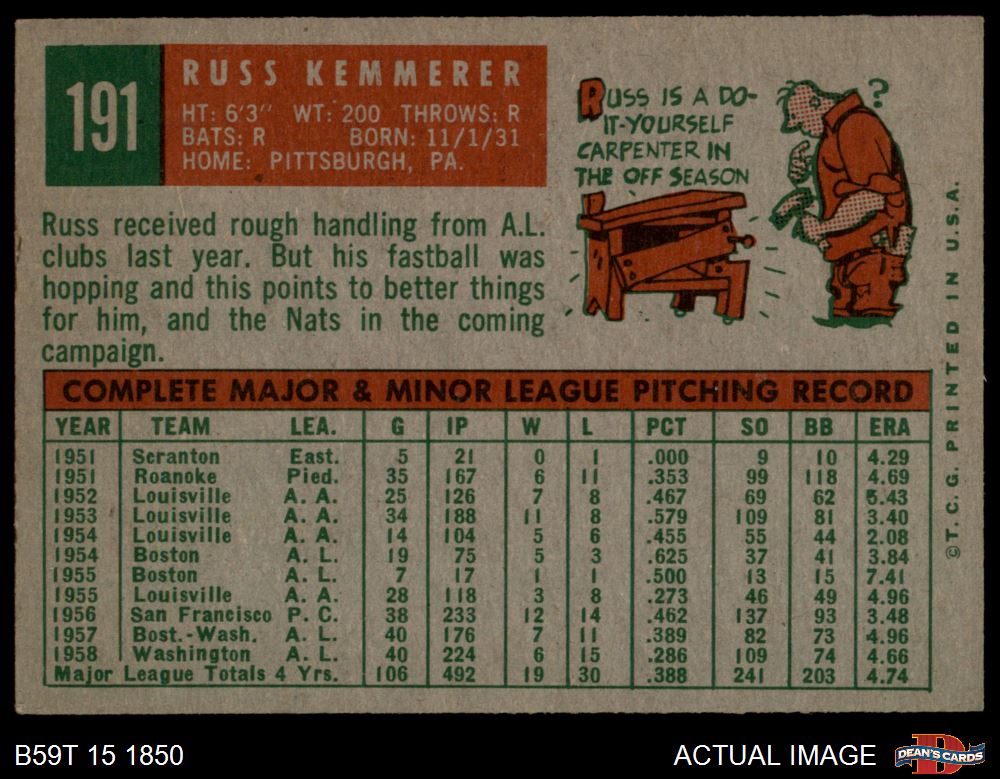 191
RUSS KEMMERER
HT: 6'3" WT: 200 THROWS: R
BATS: R BORN: 11/1/31
HOME: PITTSBURGH, PA.
RUSS IS A DO-
IT-YOURSELF
CARPENTER IN
THE OFF SEASON
?
Russ received rough handling from A.L.
clubs last year. But his fastball was
hopping and this points to better things
for him, and the Nats in the coming
campaign.
COMPLETE MAJOR & MINOR LEAGUE PITCHING RECORD
YEAR TEAM LEA. G IP W L PCT SO BB ERA
1951 Scranton East. 5 21 0 1 .000 9 10 4.29
1951 Roanoke Pied. 35 167 6 11 .353 99 118 4.69
1952 Louisville A. A. 25 126 7 8 .467 69 62 5.43
1953 Louisville A. A. 34 188 11 8 .579 109 81 3.40
1954 Louisville A. A. 14 104 5 6 .455 55 44 2.08
1954 Boston A. L. 19 75 5 3 .625 37 41 3.84
1955 Boston A. L. 7 17 1 1 .500 13 15 7.41
1955 Louisville A. A. 28 118 3 8 .273 46 49 4.96
1956 San Francisco P. C. 38 233 12 14 .462 137 93 3.48
1957 Bost.-Wash. A. L. 40 176 7 11 .389 82 73 4.96
1958 Washington A. L. 40 224 6 15 .286 109 74 4.66
Major League Totals 4 Yrs. 106 492 19 30 .388 241 203 4.74
©T. C. G. PRINTED IN U.S.A.
B59T 15 1850
ACTUAL IMAGE
D
DEAN'S CARDS